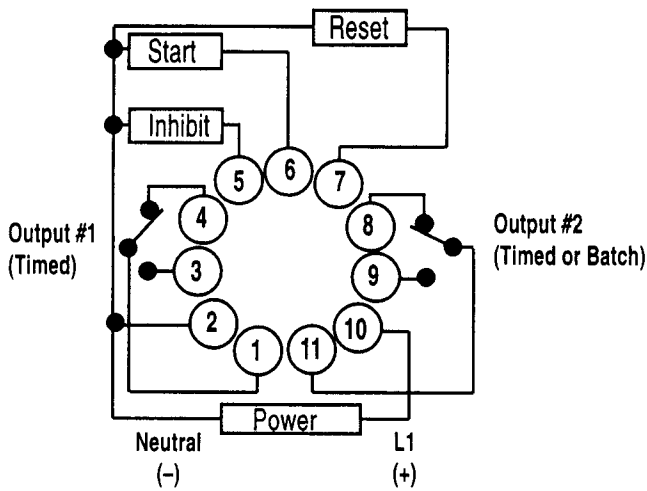 Reset
Start
Inhibit
6
5
7
4
8
Output #1
(Timed)
Output #2
(Timed or Batch)
3
9
2
10
1
11
Power
Neutral
(–)
L1
(+)